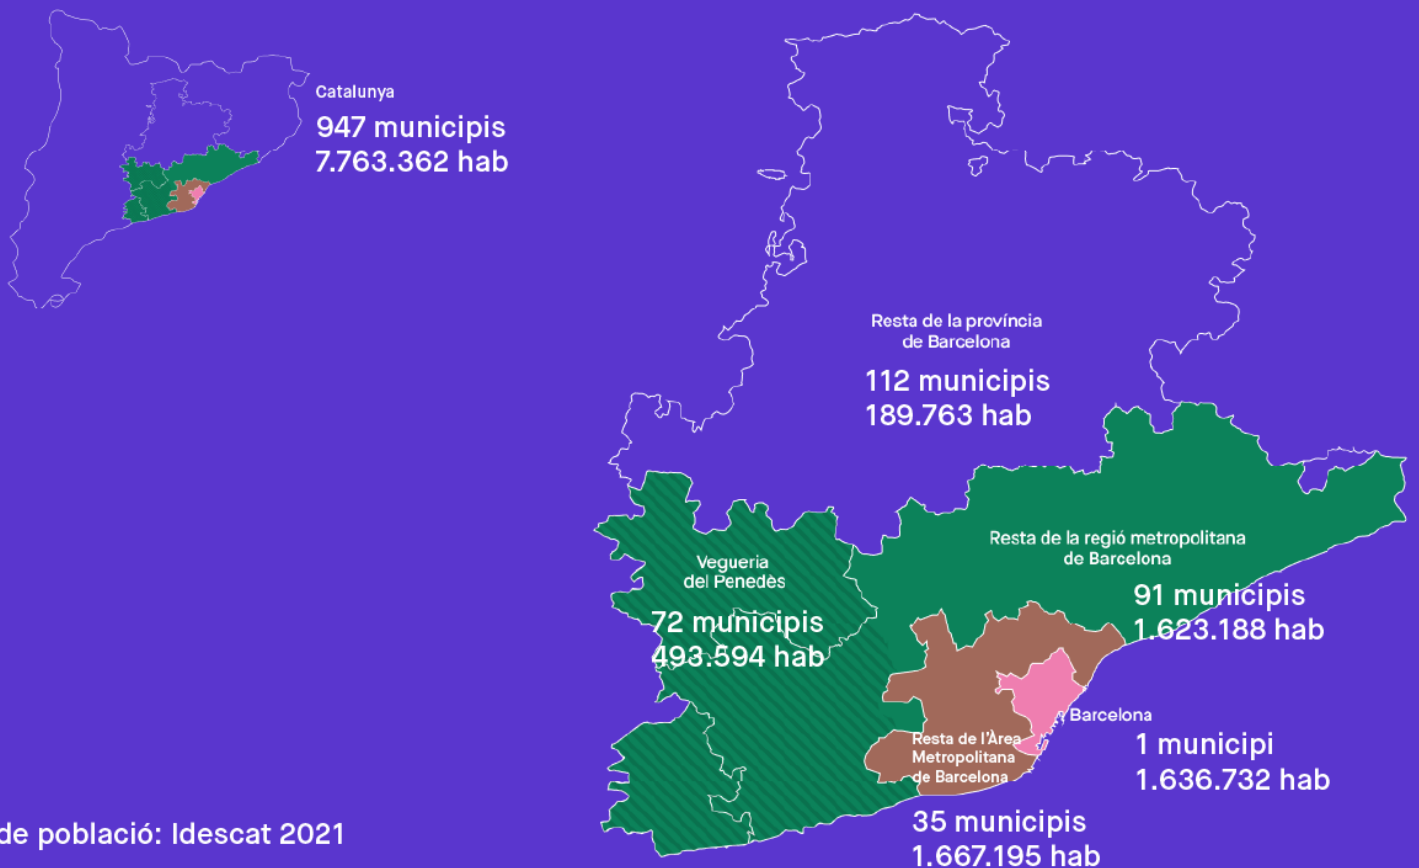 Catalunya
947 municipis
7.763.362 hab
Resta de la província
de Barcelona
112 municipis
189.763 hab
Vegueria
del Penedès
72 municipis
493.594 hab
Resta de la regió metropolitana
de Barcelona
91 municipis
1.623.188 hab
Barcelona
1 municipi
1.636.732 hab
Resta de l'Àrea
Metropolitana
de Barcelona
35 municipis
1.667.195 hab
de població: Idescat 2021